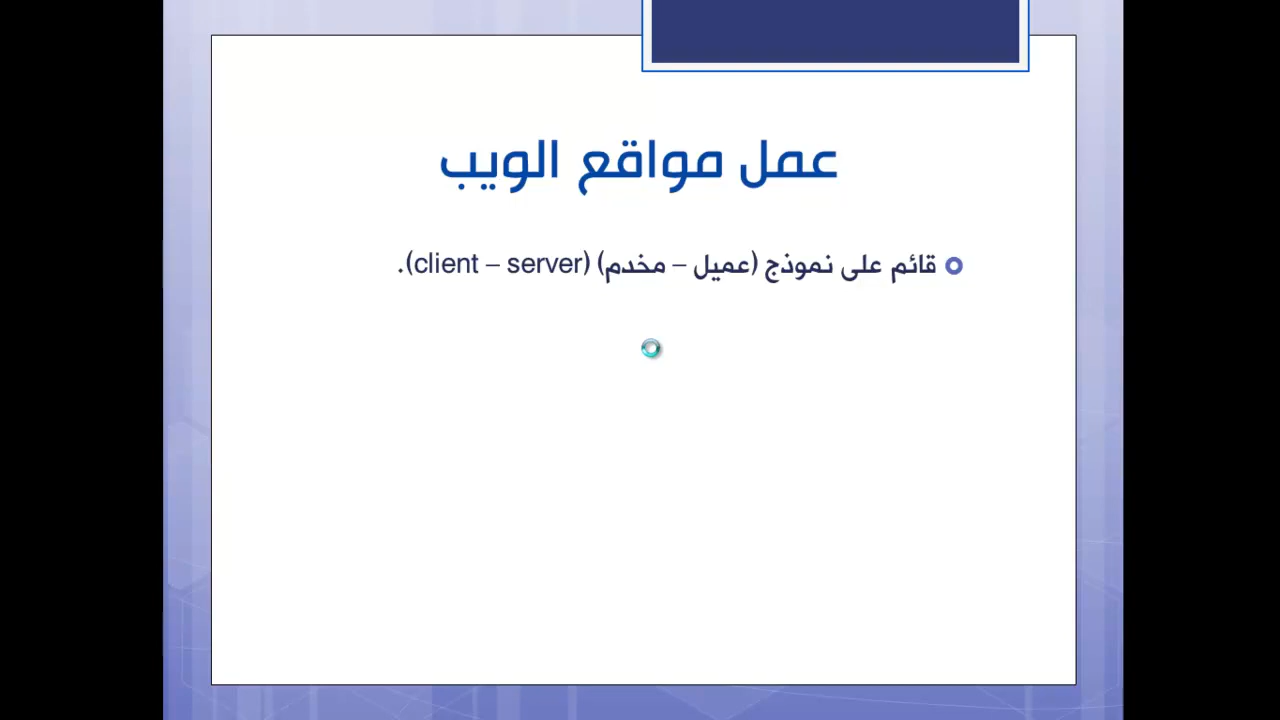 عمل مواقع الويب
قائم على نموذج (عميل – مخدم) (client – server).